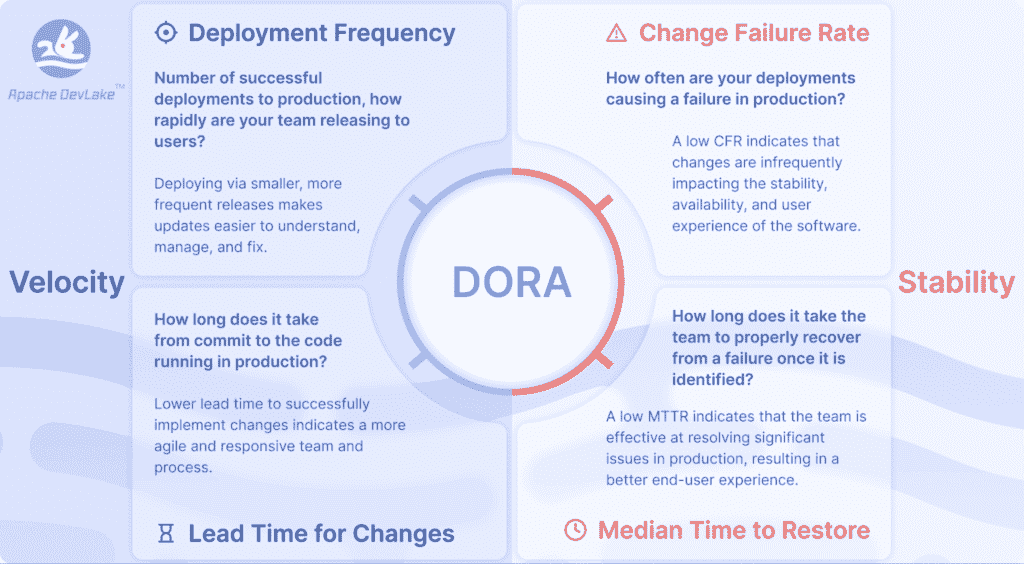 Apache DevLake™
Deployment Frequency
Number of successful
deployments to production, how
rapidly are your team releasing to
users?
Deploying via smaller, more
frequent releases makes
updates easier to understand,
manage, and fix.
Change Failure Rate
How often are your deployments
causing a failure in production?
A low CFR indicates that
changes are infrequently
impacting the stability,
availability, and user
experience of the software.
Velocity
DORA
Stability
How long does it take
from commit to the code
running in production?
Lower lead time to successfully
implement changes indicates a more
agile and responsive team and
process.
Lead Time for Changes
How long does it take the
team to properly recover
from a failure once it is
identified?
A low MTTR indicates that the team is
effective at resolving significant
issues in production, resulting in a
better end-user experience.
Median Time to Restore